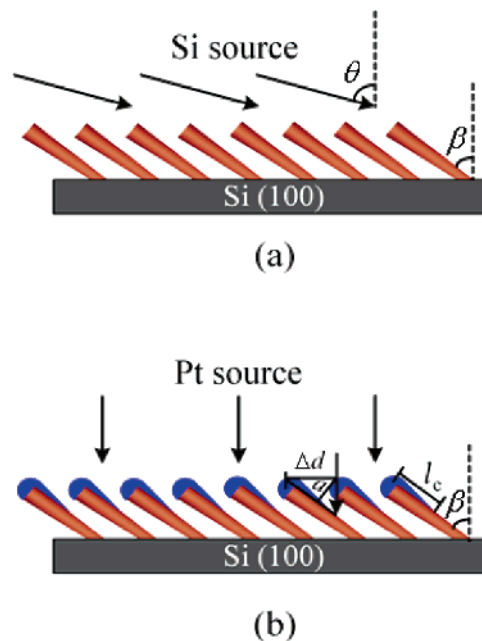 Si source
θ
β
Si (100)
(a)
Pt source
Δd
α
l_c
β
Si (100)
(b)